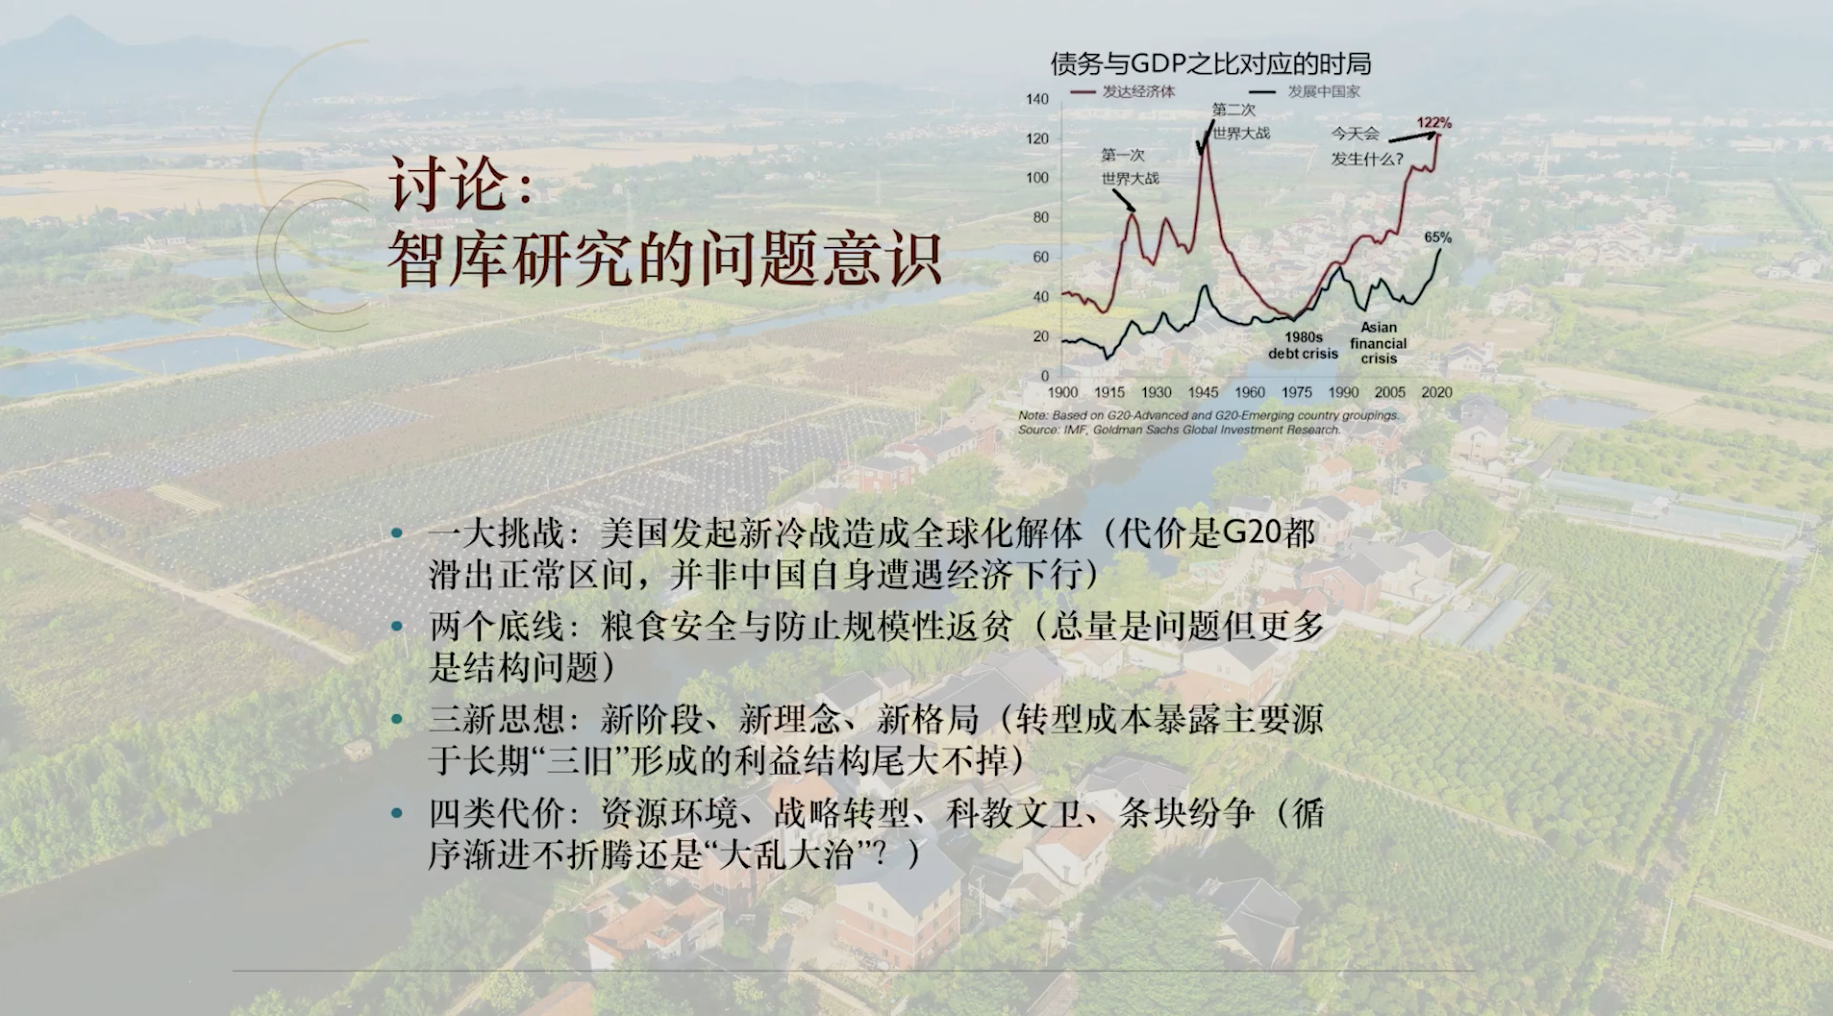 讨论：
智库研究的问题意识
债务与GDP之比对应的时局
发达经济体 发展中国家
140
120
100
80
60
40
20
0
第一次
世界大战
第二次
世界大战
今天会
发生什么?
122%
65%
1980s
debt crisis
Asian
financial
crisis
1900 1915 1930 1945 1960 1975 1990 2005 2020
Note: Based on G20-Advanced and G20-Emerging country groupings.
Source: IMF, Goldman Sachs Global Investment Research.
• 一大挑战：美国发起新冷战造成全球化解体（代价是G20都
滑出正常区间，并非中国自身遭遇经济下行）
• 两个底线：粮食安全与防止规模性返贫（总量是问题但更多
是结构问题）
• 三新思想：新阶段、新理念、新格局（转型成本暴露主要源
于长期“三旧”形成的利益结构尾大不掉）
• 四类代价：资源环境、战略转型、科教文卫、条块纷争（循
序渐进不折腾还是“大乱大治”？）